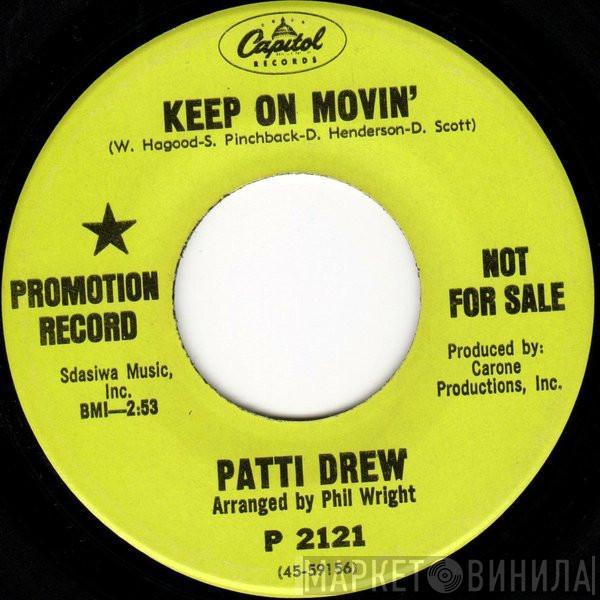 Capitol
RECORDS
KEEP ON MOVIN'
(W. Hagood-S. Pinchback-D. Henderson-D. Scott)
★
PROMOTION
RECORD
Sdasiwa Music,
Inc.
BMI—2:53
NOT
FOR SALE
Produced by:
Carone
Productions, Inc.
PATTI DREW
Arranged by Phil Wright
P 2121
(45-59156)
МАРКЕТ ВИНИЛА